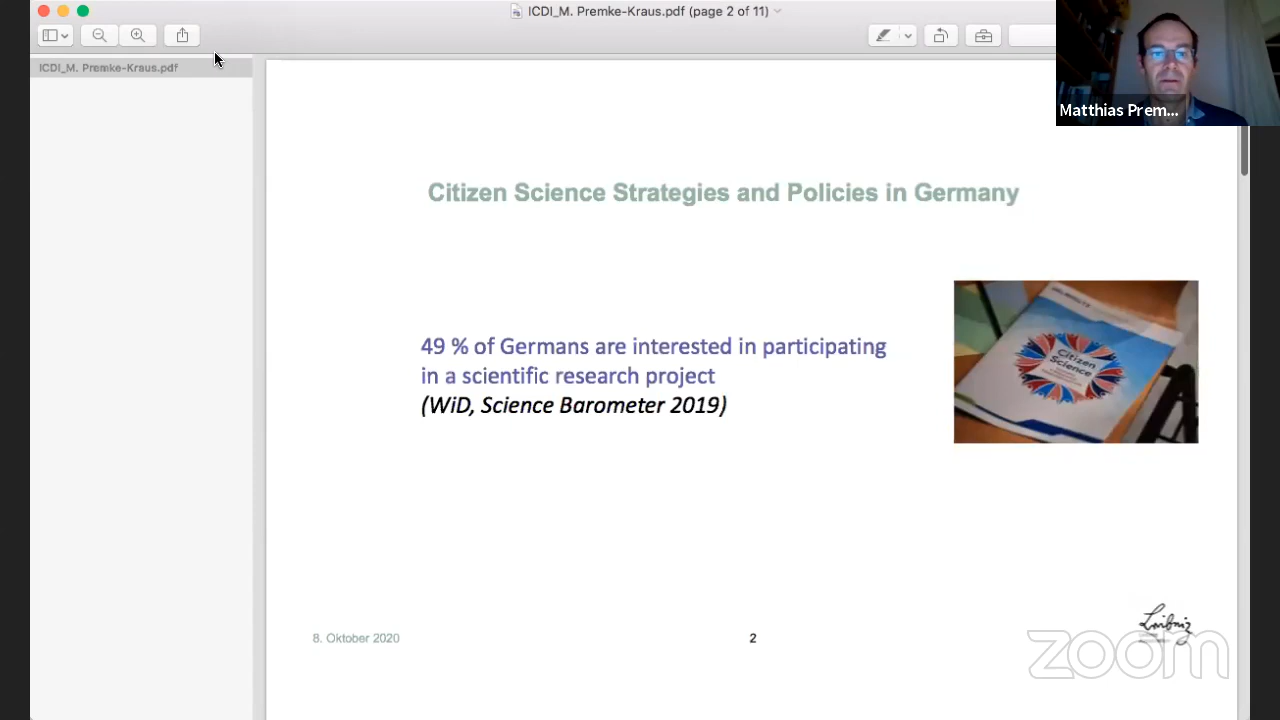 ICDI_M. Premke-Kraus.pdf (page 2 of 11)
ICDI_M. Premke-Kraus.pdf
Matthias Prem...
Citizen Science Strategies and Policies in Germany
49 % of Germans are interested in participating
in a scientific research project
(WiD, Science Barometer 2019)
Citizen
Science
8. Oktober 2020
2
Leibniz
zoom